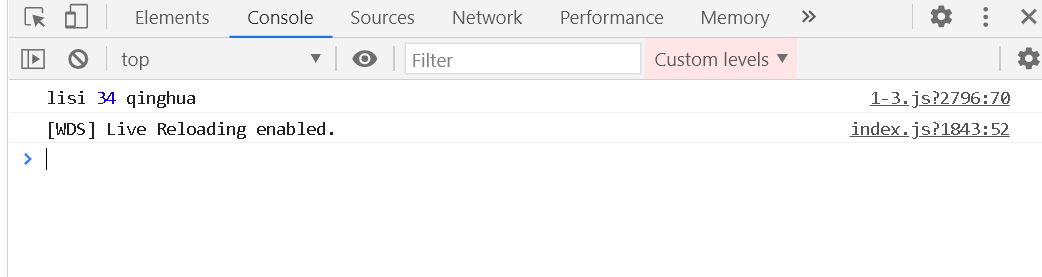 Elements Console Sources Network Performance Memory »
top ▼ Filter Custom levels ▼
lisi 34 qinghua 1-3.js?2796:70
[WDS] Live Reloading enabled. index.js?1843:52
>